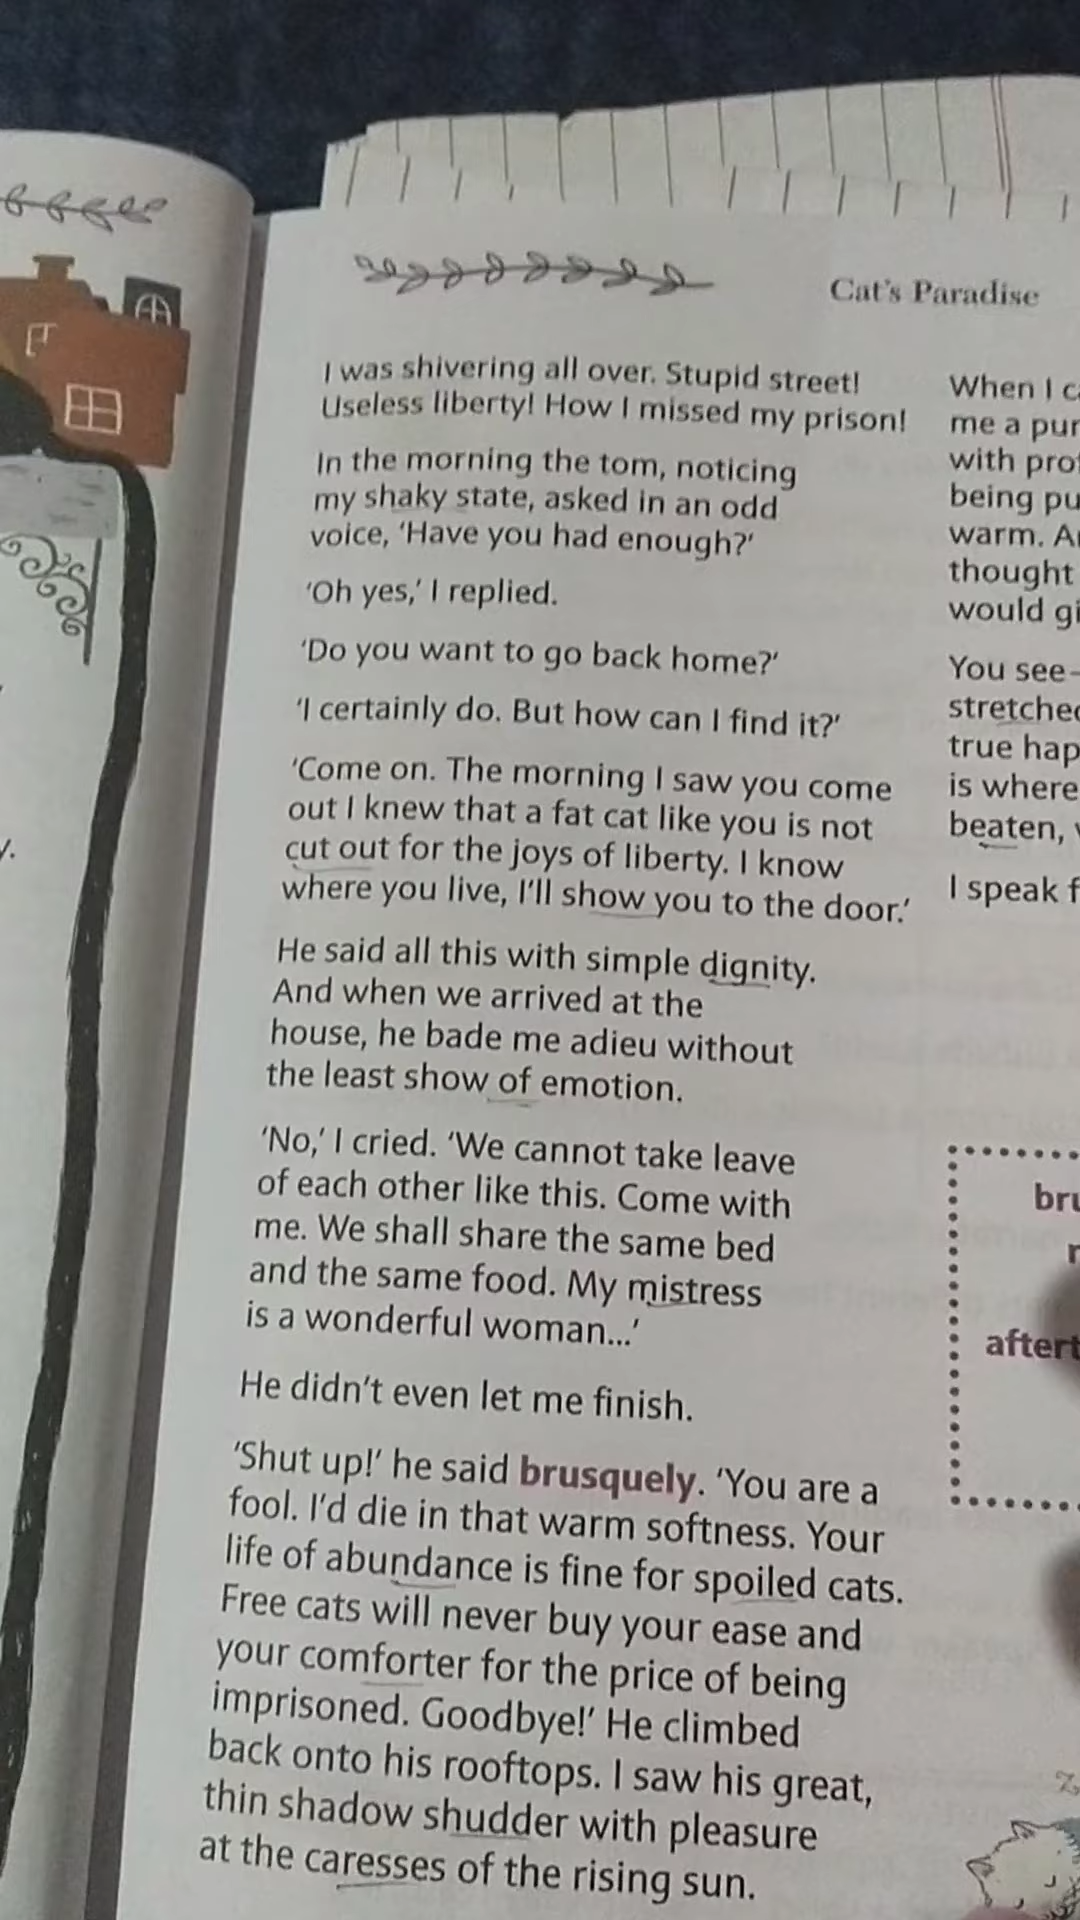 Cat's Paradise
I was shivering all over. Stupid street!
Useless liberty! How I missed my prison!
In the morning the tom, noticing
my shaky state, asked in an odd
voice, 'Have you had enough?'
'Oh yes,' I replied.
'Do you want to go back home?'
'I certainly do. But how can I find it?'
'Come on. The morning I saw you come
out I knew that a fat cat like you is not
cut out for the joys of liberty. I know
where you live, I'll show you to the door.'
He said all this with simple dignity.
And when we arrived at the
house, he bade me adieu without
the least show of emotion.
'No,' I cried. 'We cannot take leave
of each other like this. Come with
me. We shall share the same bed
and the same food. My mistress
is a wonderful woman...'
He didn't even let me finish.
'Shut up!' he said brusquely. 'You are a
fool. I'd die in that warm softness. Your
life of abundance is fine for spoiled cats.
Free cats will never buy your ease and
your comforter for the price of being
imprisoned. Goodbye!' He climbed
back onto his rooftops. I saw his great,
thin shadow shudder with pleasure
at the caresses of the rising sun.
When I
me a
with
being
warm.
thought
would
You see–
true
is where
beaten,
I speak